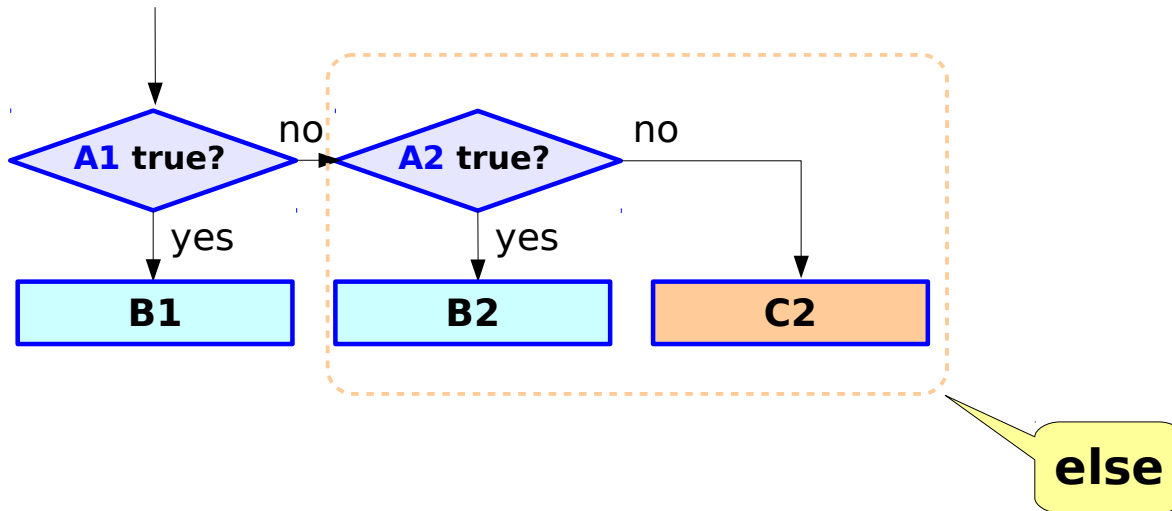 no
no
A1 true?
A2 true?
yes
yes
B1
B2
C2
else